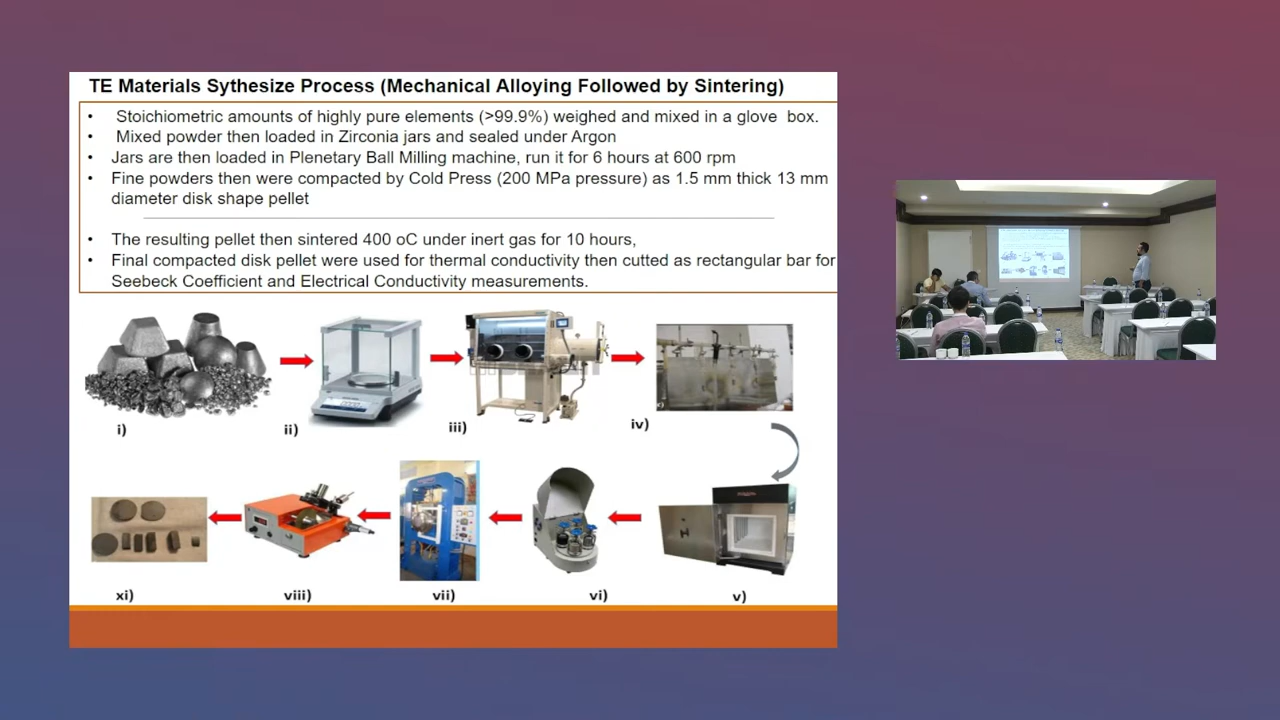 TE Materials Sythesize Process (Mechanical Alloying Followed by Sintering)
• Stoichiometric amounts of highly pure elements (>99.9%) weighed and mixed in a glove box.
• Mixed powder then loaded in Zirconia jars and sealed under Argon
• Jars are then loaded in Plenetary Ball Milling machine, run it for 6 hours at 600 rpm
• Fine powders then were compacted by Cold Press (200 MPa pressure) as 1.5 mm thick 13 mm
diameter disk shape pellet
• The resulting pellet then sintered 400 oC under inert gas for 10 hours,
• Final compacted disk pellet were used for thermal conductivity then cutted as rectangular bar for
Seebeck Coefficient and Electrical Conductivity measurements.
i) ii) iii) iv)
xi) viii) vii) vi) v)